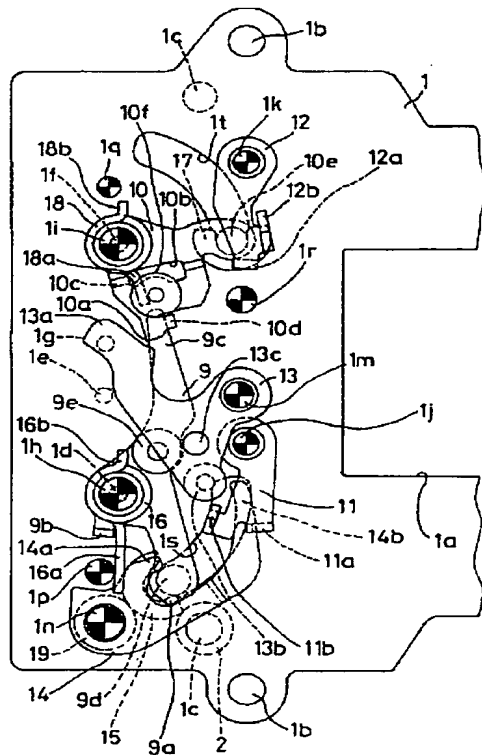 1b
1c
1
10f
1t
1k
12
18b
1q
10e
12a
1f
10
17
12b
18
10b
1i
1r
18a
10c
10a
10d
13a
9c
1g
13c
1e
9
13
1m
9e
1j
16b
1d
1h
16
11
9b
14a
1s
14b
1a
16a
11a
1p
1n
19
13b
11b
14
1c
9d
2
1b
15
9a